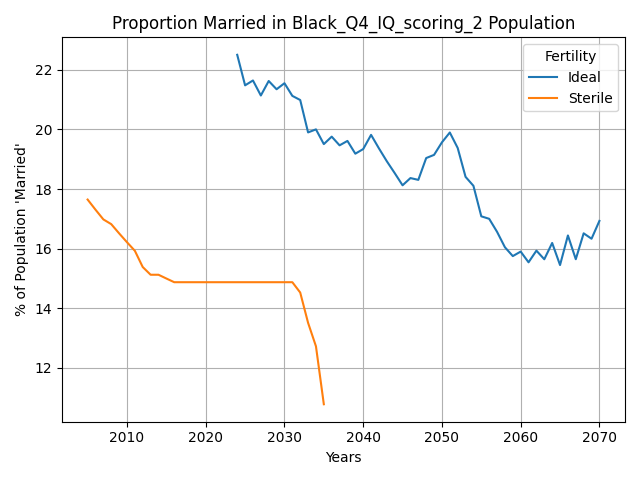 Proportion Married in Black_Q4_IQ_scoring_2 Population
Fertility
Ideal
Sterile
% of Population 'Married'
22
20
18
16
14
12
2010 2020 2030 2040 2050 2060 2070
Years